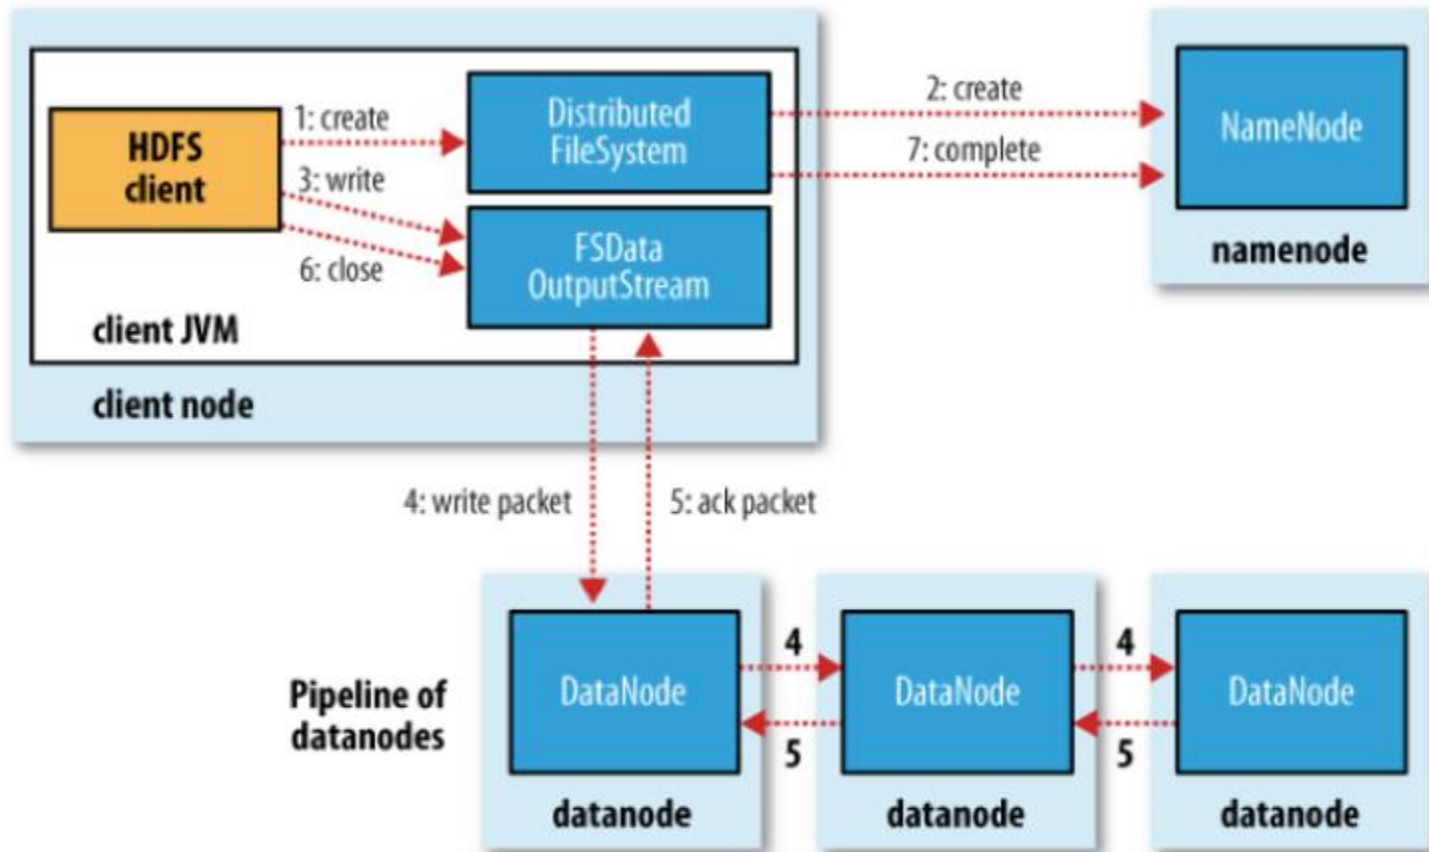 1: create
HDFS
client
3: write
6: close
Distributed
FileSystem
FSData
OutputStream
client JVM
client node
2: create
7: complete
NameNode
namenode
4: write packet
5: ack packet
Pipeline of
datanodes
DataNode
4
5
DataNode
4
5
DataNode
datanode
datanode
datanode